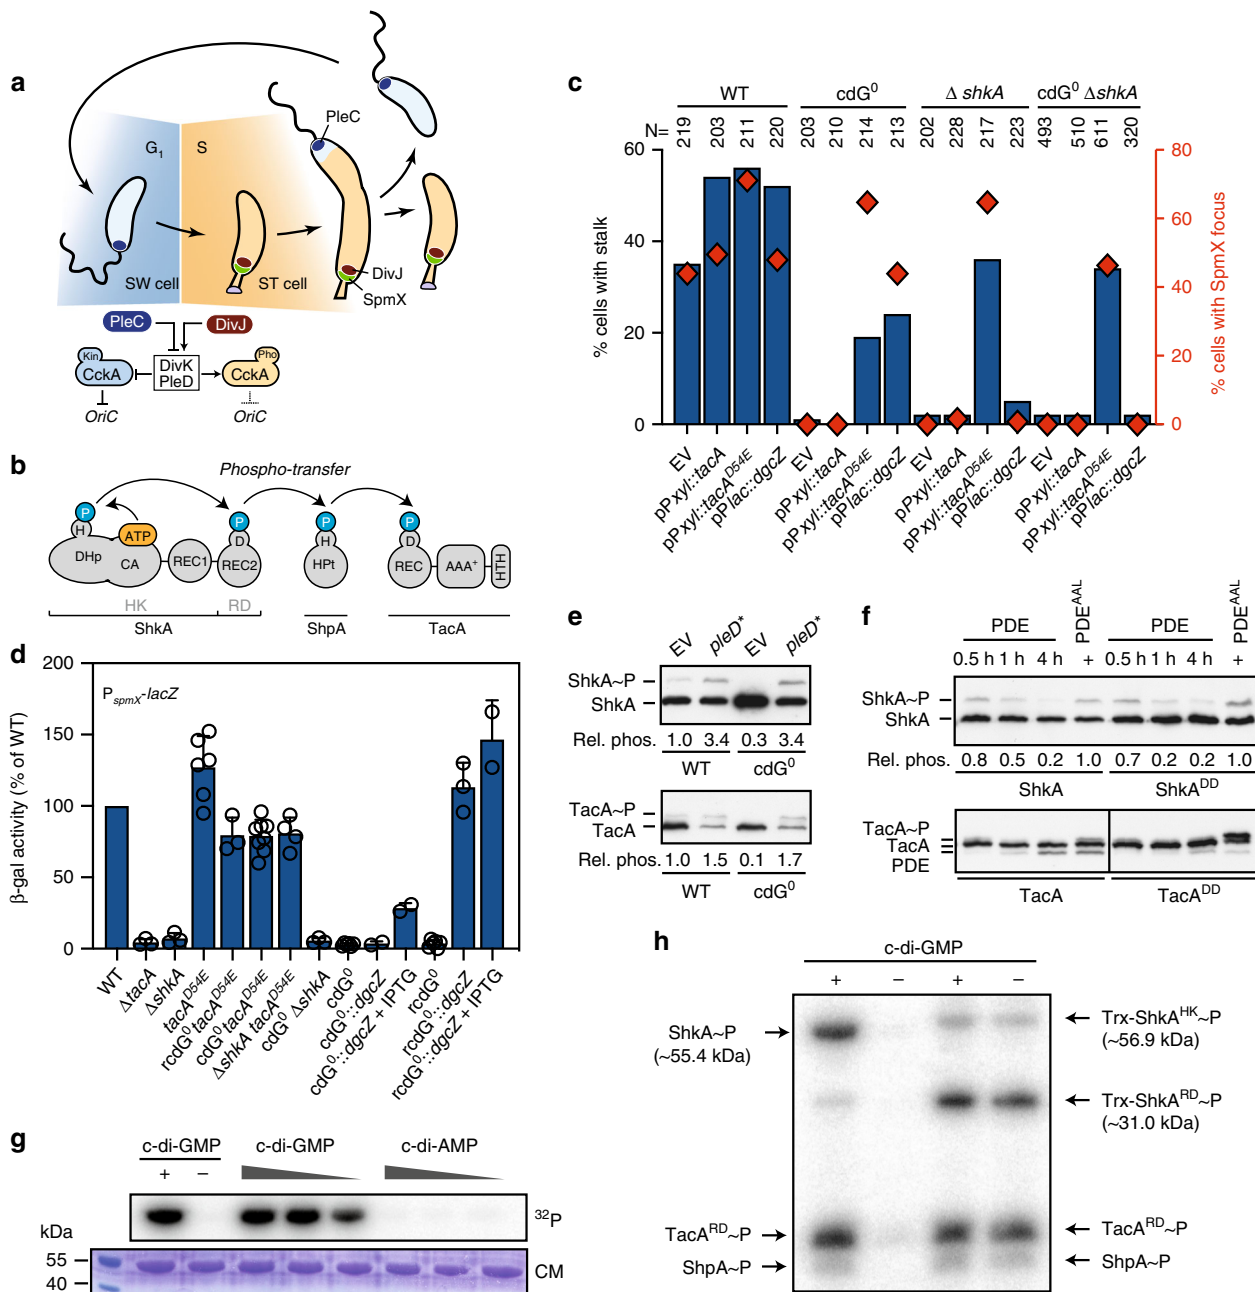 a
PleC
G1
S
SW cell
ST cell
DivJ
SpmX
PleC
DivJ
Kin
CckA
DivK
PleD
Pho
CckA
OriC
OriC
b
Phospho-transfer
P
H
ATP
DHp
CA
REC1
P
D
REC2
P
H
HPt
P
D
REC
AAA+
HTH
HK
RD
ShkA
ShpA
TacA
c
WT
cdG0
Δ shkA
cdG0 ΔshkA
N=
219
203
211
220
203
210
214
213
202
228
217
223
493
510
611
320
60
40
20
0
% cells with stalk
80
60
40
20
0
% cells with SpmX focus
EV
pPxyl::tacA
pPxyl::tacAD54E
pPlac::dgcZ
EV
pPxyl::tacA
pPxyl::tacAD54E
pPlac::dgcZ
EV
pPxyl::tacA
pPxyl::tacAD54E
pPlac::dgcZ
EV
pPxyl::tacA
pPxyl::tacAD54E
pPlac::dgcZ
d
PspmX-lacZ
200
150
100
50
0
β-gal activity (% of WT)
WT
ΔtacA
ΔshkA
tacAD54E
rcdG0 tacAD54E
cdG0 tacAD54E
ΔshkA tacAD54E
cdG0 ΔshkA
cdG0
cdG0::dgcZ
cdG0::dgcZ + IPTG
rcdG0
rcdG0::dgcZ
rcdG0::dgcZ + IPTG
e
EV
pleD*
EV
pleD*
ShkA~P
ShkA
Rel. phos.
1.0 3.4 0.3 3.4
WT
cdG0
TacA~P
TacA
Rel. phos.
1.0 1.5 0.1 1.7
WT
cdG0
f
PDE
PDEAAL
PDE
PDEAAL
0.5 h 1 h 4 h + 0.5 h 1 h 4 h +
ShkA~P
ShkA
Rel. phos.
0.8 0.5 0.2 1.0 0.7 0.2 0.2 1.0
ShkA
ShkADD
TacA~P
TacA
PDE
TacA
TacADD
g
c-di-GMP
c-di-GMP
c-di-AMP
+ −
32P
kDa
55
40
CM
h
c-di-GMP
+ − + −
ShkA~P
(~55.4 kDa)
Trx-ShkAHK~P
(~56.9 kDa)
Trx-ShkARD~P
(~31.0 kDa)
TacARD~P
TacARD~P
ShpA~P
ShpA~P